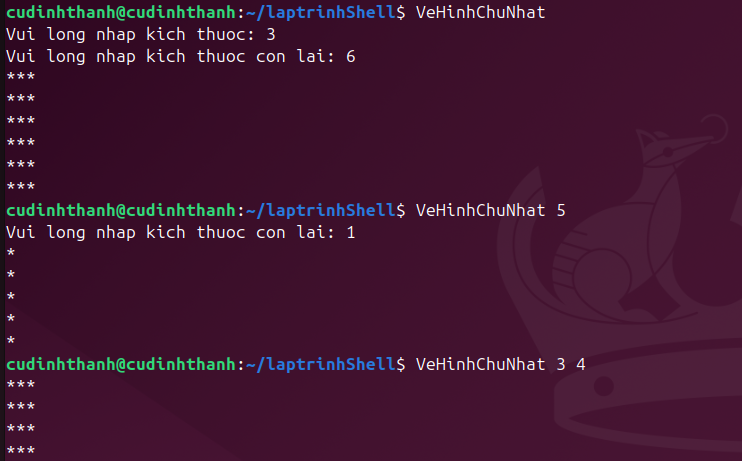 cudinhthanh@cudinhthanh:~/laptrinhShell$ VeHinhChuNhat
Vui long nhap kich thuoc: 3
Vui long nhap kich thuoc con lai: 6
***
***
***
***
***
***
cudinhthanh@cudinhthanh:~/laptrinhShell$ VeHinhChuNhat 5
Vui long nhap kich thuoc con lai: 1
*
*
*
*
*
cudinhthanh@cudinhthanh:~/laptrinhShell$ VeHinhChuNhat 3 4
***
***
***
***